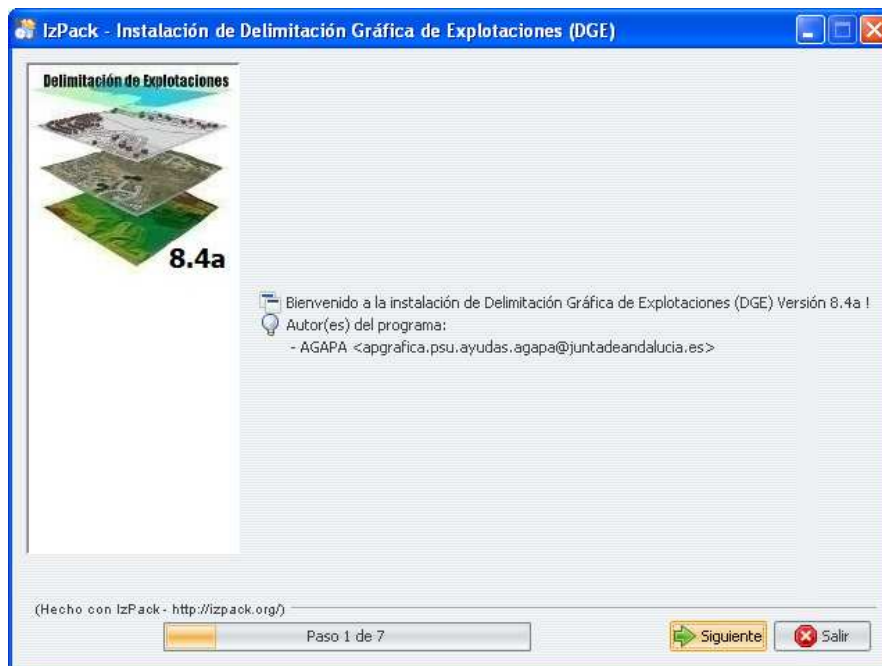 IzPack - Instalación de Delimitación Gráfica de Explotaciones (DGE)
Delimitación de Explotaciones
8.4a
Bienvenido a la instalación de Delimitación Gráfica de Explotaciones (DGE) Versión 8.4a !
Autor(es) del programa:
- AGAPA <apgrafica.psu.ayudas.agapa@juntadeandalucia.es>
(Hecho con IzPack - http://izpack.org/)
Paso 1 de 7
Siguiente
Salir